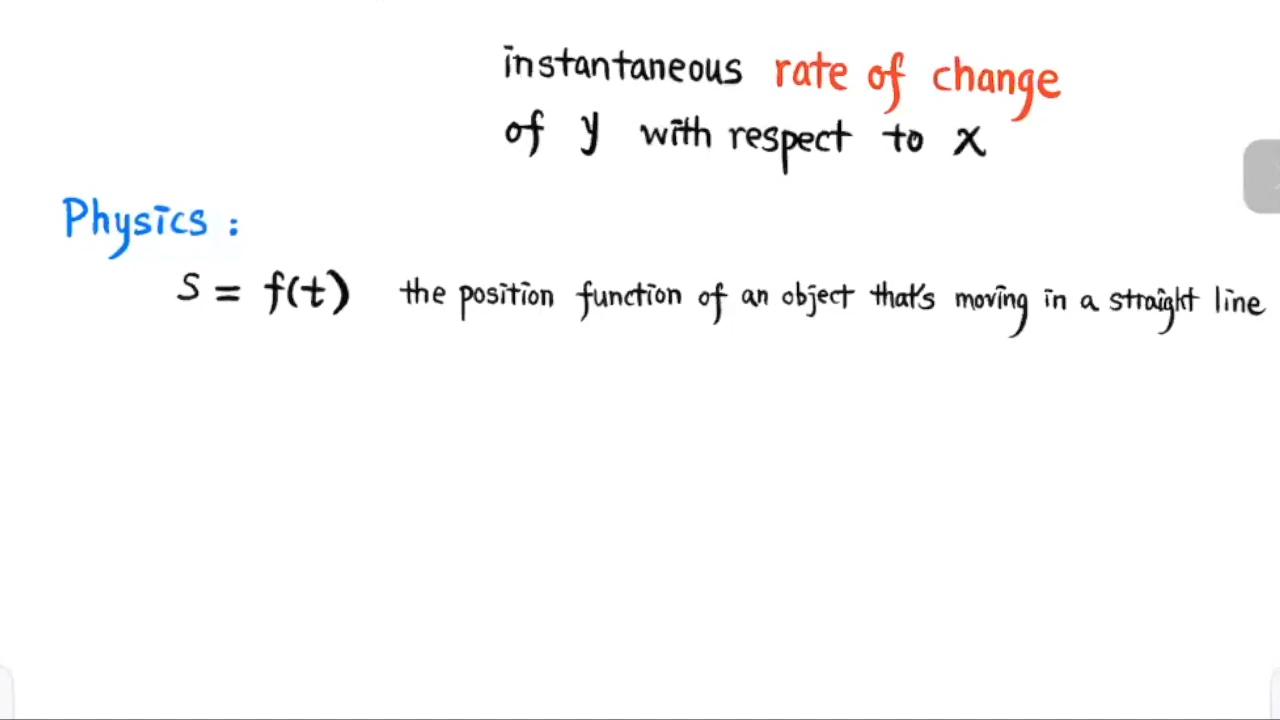 instantaneous rate of change
of y with respect to x
Physics :
s = f(t) the position function of an object that's moving in a straight line